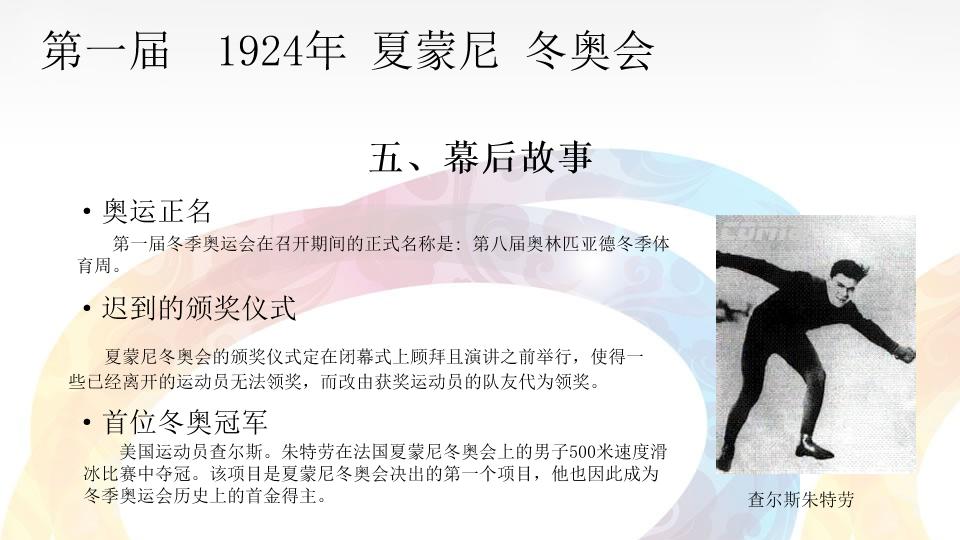 第一届  1924年 夏蒙尼 冬奥会
五、幕后故事
• 奥运正名
第一届冬季奥运会在召开期间的正式名称是: 第八届奥林匹亚德冬季体
育周。
• 迟到的颁奖仪式
夏蒙尼冬奥会的颁奖仪式定在闭幕式上顾拜且演讲之前举行，使得一
些已经离开的运动员无法领奖，而改由获奖运动员的队友代为领奖。
• 首位冬奥冠军
美国运动员查尔斯。朱特劳在法国夏蒙尼冬奥会上的男子500米速度滑
冰比赛中夺冠。该项目是夏蒙尼冬奥会决出的第一个项目，他也因此成为
冬季奥运会历史上的首金得主。
查尔斯朱特劳